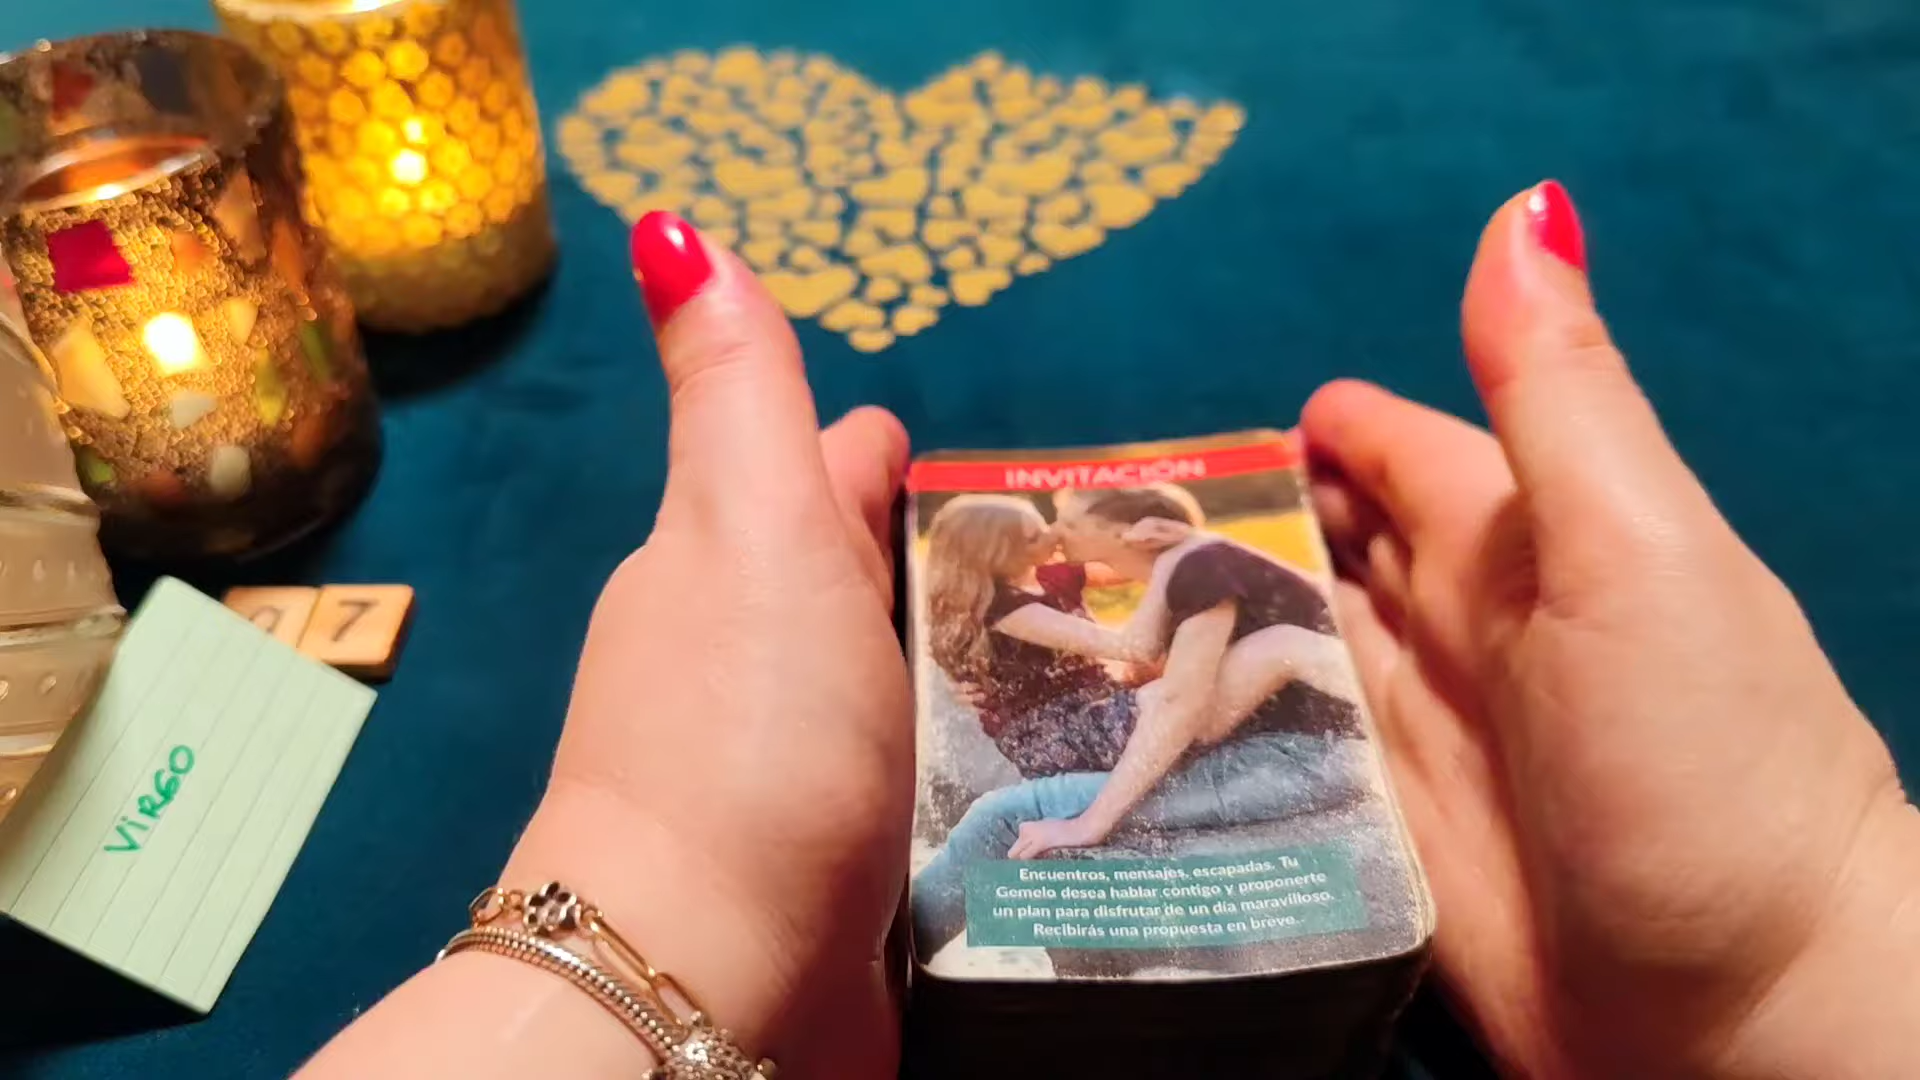 INVITACIÓN
Encuentros, mensajes, escapadas. Tu
Gemelo desea hablar contigo y proponerte
un plan para disfrutar de un día maravilloso.
Recibirás una propuesta en breve.
7
VIRGO